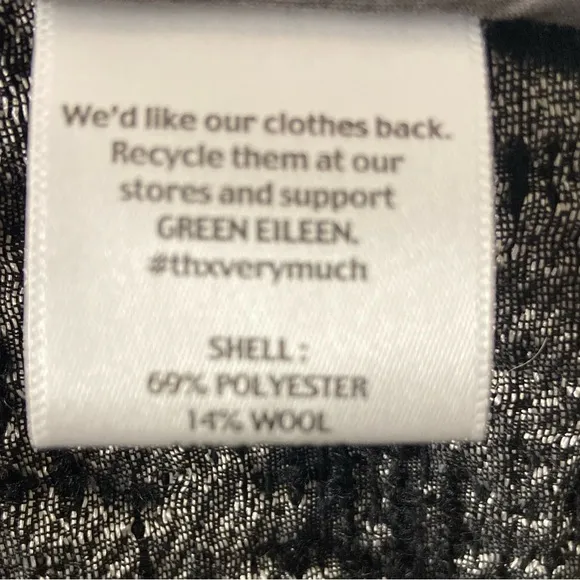 We'd like our clothes back.
Recycle them at our
stores and support
GREEN EILEEN.
#thxverymuch
SHELL :
69% POLYESTER
14% WOOL